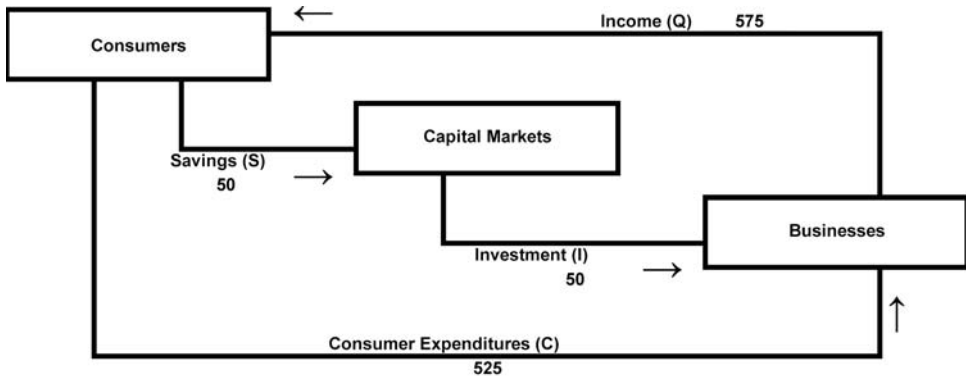 Income (Q) 575
Consumers
Capital Markets
Savings (S)
50
Businesses
Investment (I)
50
Consumer Expenditures (C)
525